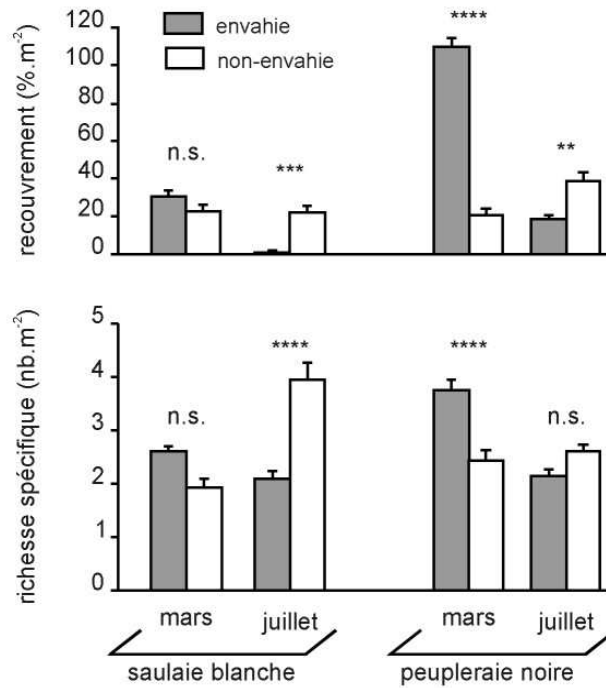 envahie
non-envahie
recouvrement (%.m-2)
120
100
80
60
40
20
0
n.s.
***
****
**
richesse spécifique (nb.m-2)
5
4
3
2
1
0
n.s.
****
****
n.s.
mars
juillet
mars
juillet
saulaie blanche
peupleraie noire